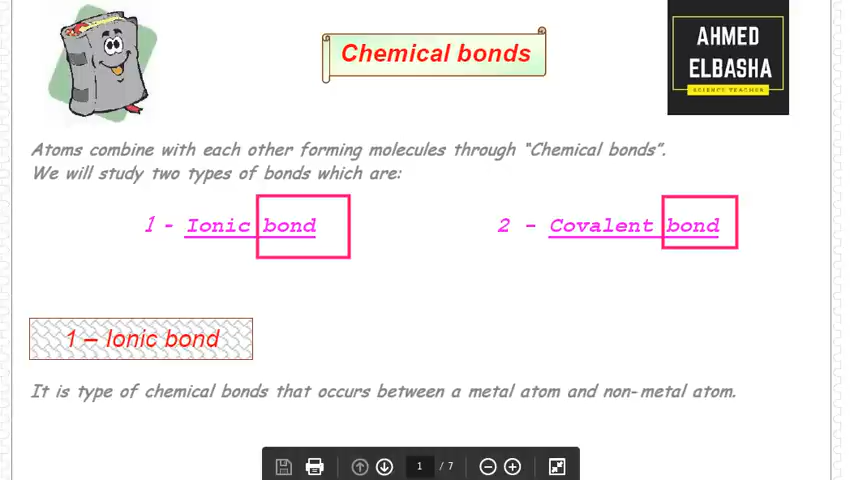 Chemical bonds
AHMED
ELBASHA
SCIENCE TEACHER
Atoms combine with each other forming molecules through “Chemical bonds”.
We will study two types of bonds which are:
1 - Ionic bond
2 - Covalent bond
1 – Ionic bond
It is type of chemical bonds that occurs between a metal atom and non-metal atom.
1 / 7